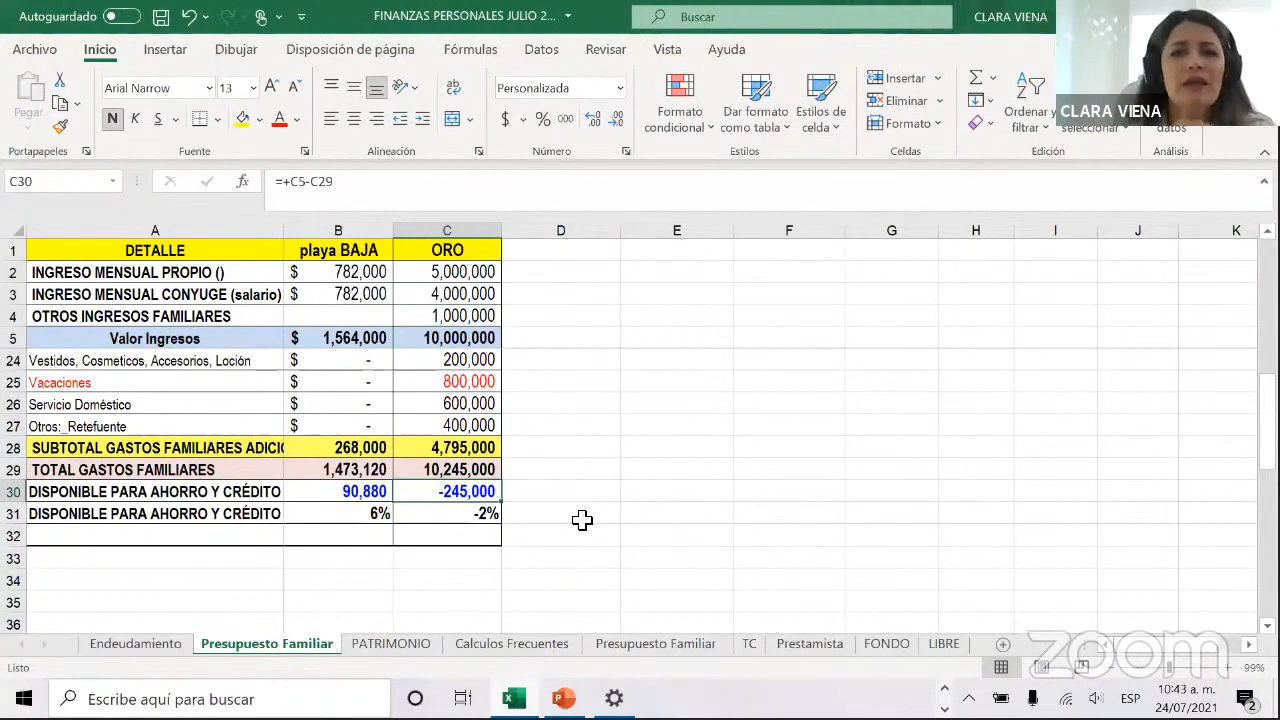 Autoguardado
FINANZAS PERSONALES JULIO 2...
Buscar
CLARA VIENA
Archivo Inicio Insertar Dibujar Disposición de página Fórmulas Datos Revisar Vista Ayuda
Pegar
Arial Narrow 13
N K S
Personalizada
$ % 000
Formato condicional
Dar formato como tabla
Estilos de celda
Insertar
Eliminar
Formato
Ordenar y filtrar
seleccionar
datos
CLARA VIENA
Portapapeles Fuente Alineación Número Estilos Celdas Edición Análisis
C30 fx =+C5-C29
A B C D E F G H I J K
1 DETALLE playa BAJA ORO
2 INGRESO MENSUAL PROPIO () $ 782,000 5,000,000
3 INGRESO MENSUAL CONYUGE (salario) $ 782,000 4,000,000
4 OTROS INGRESOS FAMILIARES 1,000,000
5 Valor Ingresos $ 1,564,000 10,000,000
24 Vestidos, Cosmeticos, Accesorios, Loción $ - 200,000
25 Vacaciones $ - 800,000
26 Servicio Doméstico $ - 600,000
27 Otros:_Retefuente $ - 400,000
28 SUBTOTAL GASTOS FAMILIARES ADICI 268,000 4,795,000
29 TOTAL GASTOS FAMILIARES 1,473,120 10,245,000
30 DISPONIBLE PARA AHORRO Y CRÉDITO 90,880 -245,000
31 DISPONIBLE PARA AHORRO Y CRÉDITO 6% -2%
32
33
34
35
36
Endeudamiento Presupuesto Familiar PATRIMONIO Calculos Frecuentes Presupuesto Familiar TC Prestamista FONDO LIBRE
zoom
Listo
99%
Escribe aquí para buscar
ESP
10:43 a. m.
24/07/2021
2